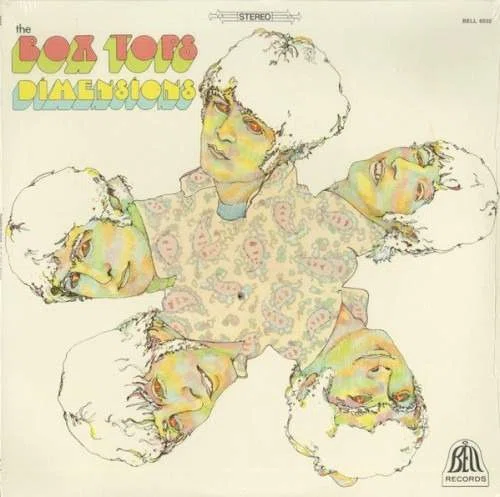 the
BOX TOPS
DIMENSIONS
STEREO
BELL 6032
BELL
RECORDS